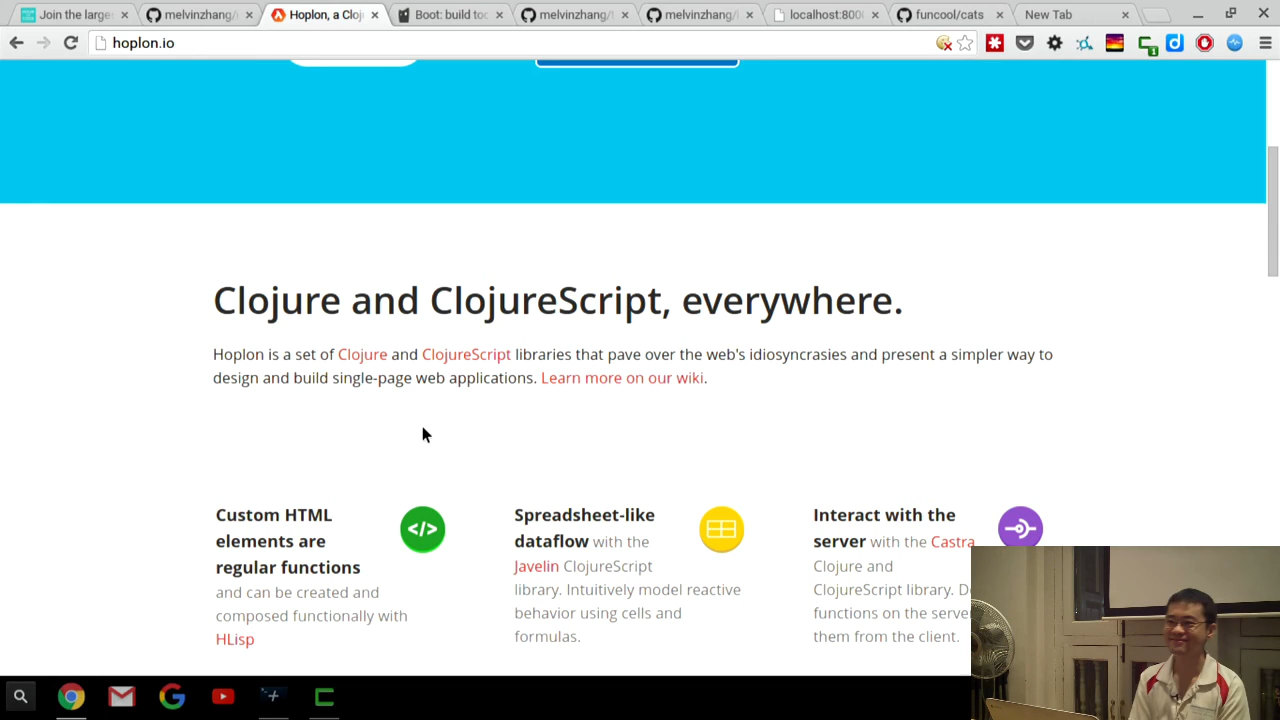 Join the large
melvinzhang/
Hoplon, a Cloj
Boot: build too
melvinzhang/
melvinzhang/
localhost:800
funcool/cats
New Tab
hoplon.io
1
Clojure and ClojureScript, everywhere.
Hoplon is a set of Clojure and ClojureScript libraries that pave over the web's idiosyncrasies and present a simpler way to
design and build single-page web applications. Learn more on our wiki.
Custom HTML
elements are
regular functions
and can be created and
composed functionally with
HLisp
Spreadsheet-like
dataflow with the
Javelin ClojureScript
library. Intuitively model reactive
behavior using cells and
formulas.
Interact with the
server with the Castra
Clojure and
ClojureScript library. D
functions on the serve
them from the client.